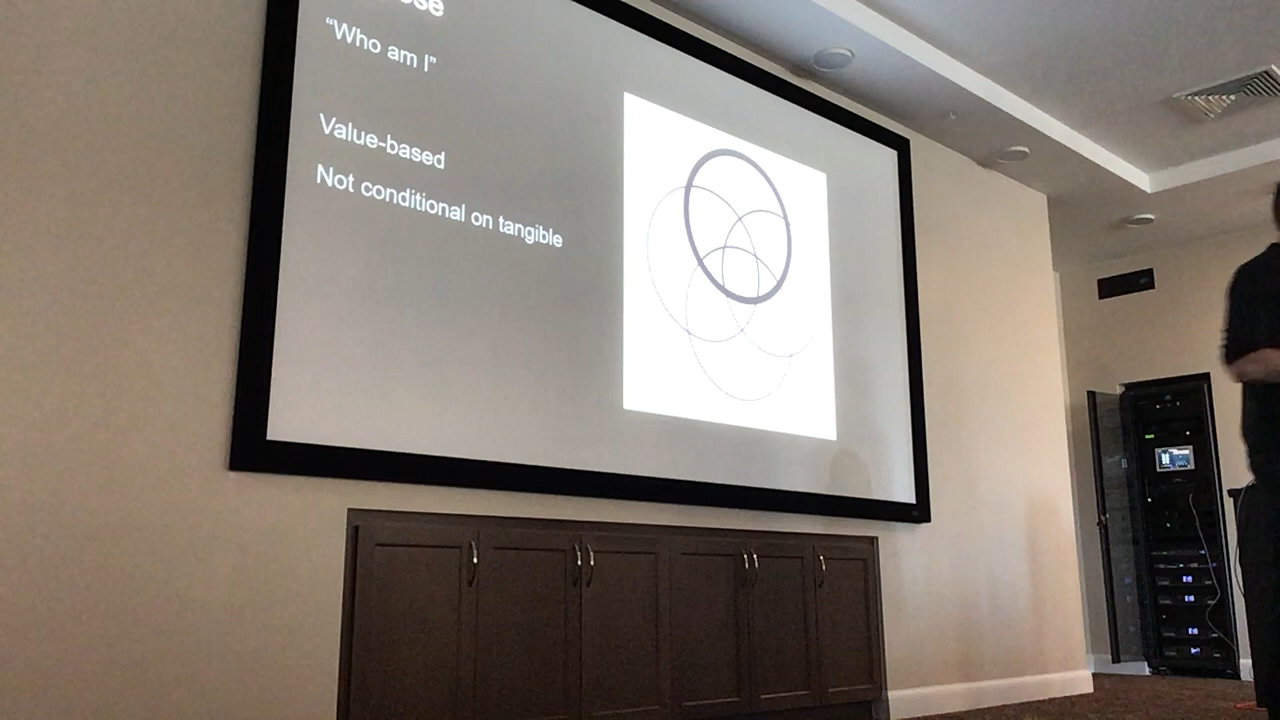 “Who am I”
Value-based
Not conditional on tangible